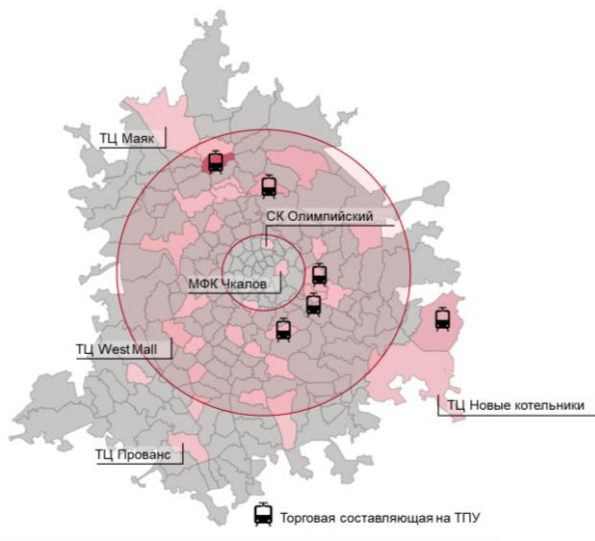 ТЦ Маяк
СК Олимпийский
МФК Чкалов
ТЦ West Mall
ТЦ Новые котельники
ТЦ Прованс
Торговая составляющая на ТПУ